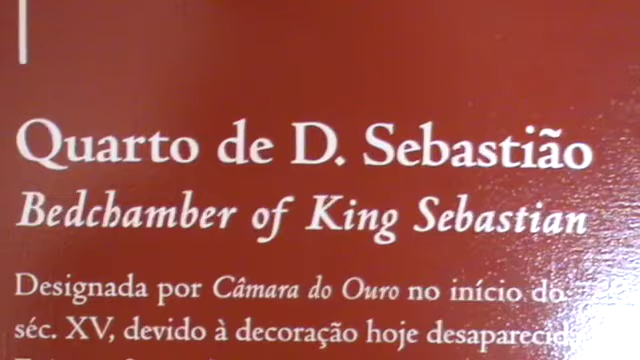 Quarto de D. Sebastião
Bedchamber of King Sebastian
Designada por Câmara do Ouro no início do
séc. XV, devido à decoração hoje